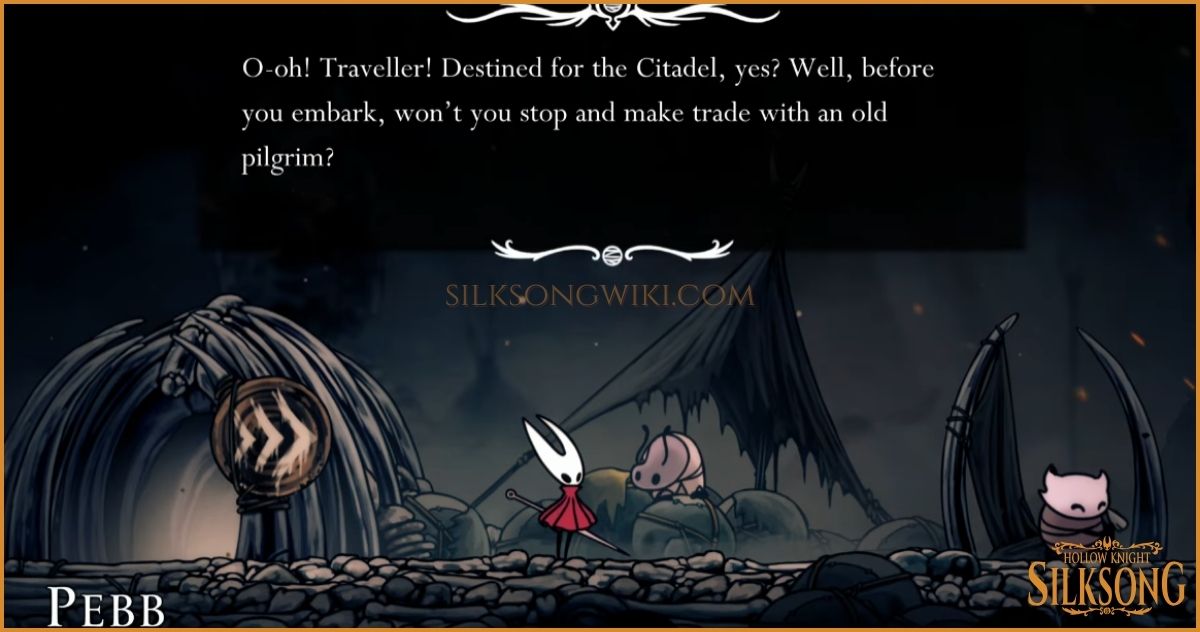 O-oh! Traveller! Destined for the Citadel, yes? Well, before
you embark, won't you stop and make trade with an old
pilgrim?
SILKSONGWIKI.COM
PEBB
HOLLOW KNIGHT
SILKSONG